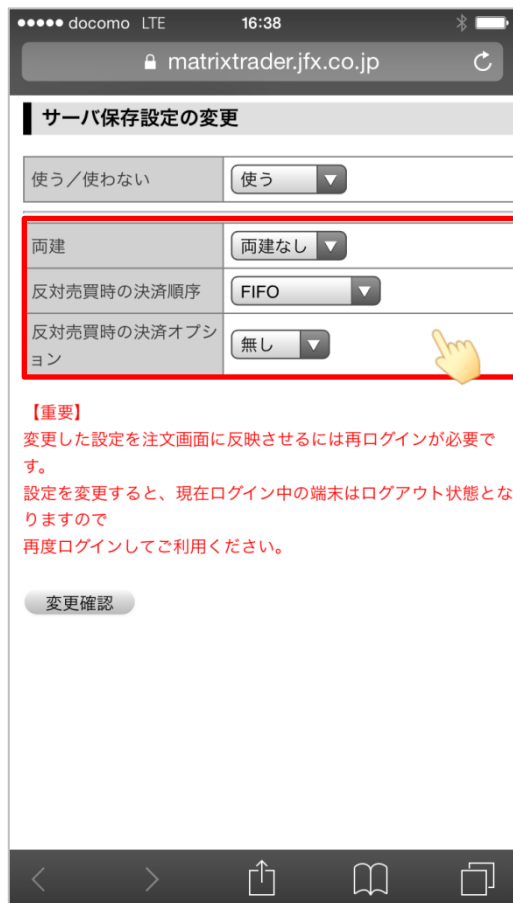 docomo LTE 16:38
matrixtrader.jfx.co.jp
サーバ保存設定の変更
使う／使わない 使う
両建 両建なし
反対売買時の決済順序 FIFO
反対売買時の決済オプシ
ョン 無し
【重要】
変更した設定を注文画面に反映させるには再ログインが必要で
す。
設定を変更すると、現在ログイン中の端末はログアウト状態とな
りますので
再度ログインしてご利用ください。
変更確認